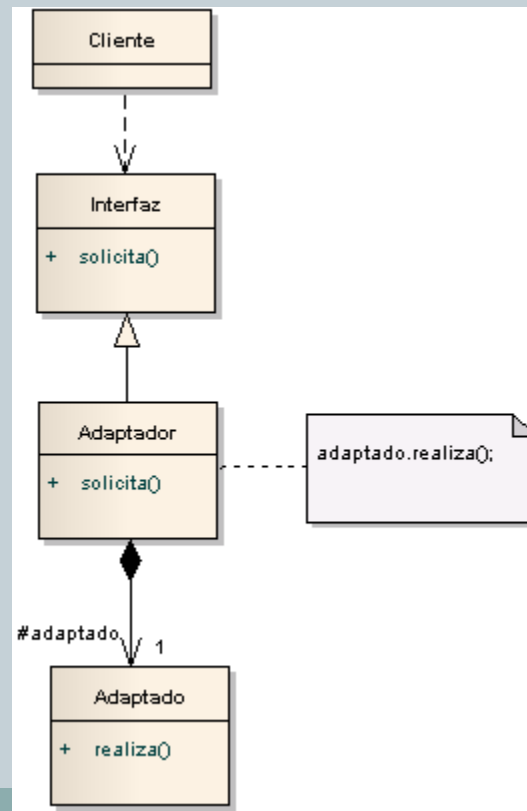 Cliente
Interfaz
+ solicita()
Adaptador
+ solicita()
adaptado.realiza();
#adaptado
1
Adaptado
+ realiza()